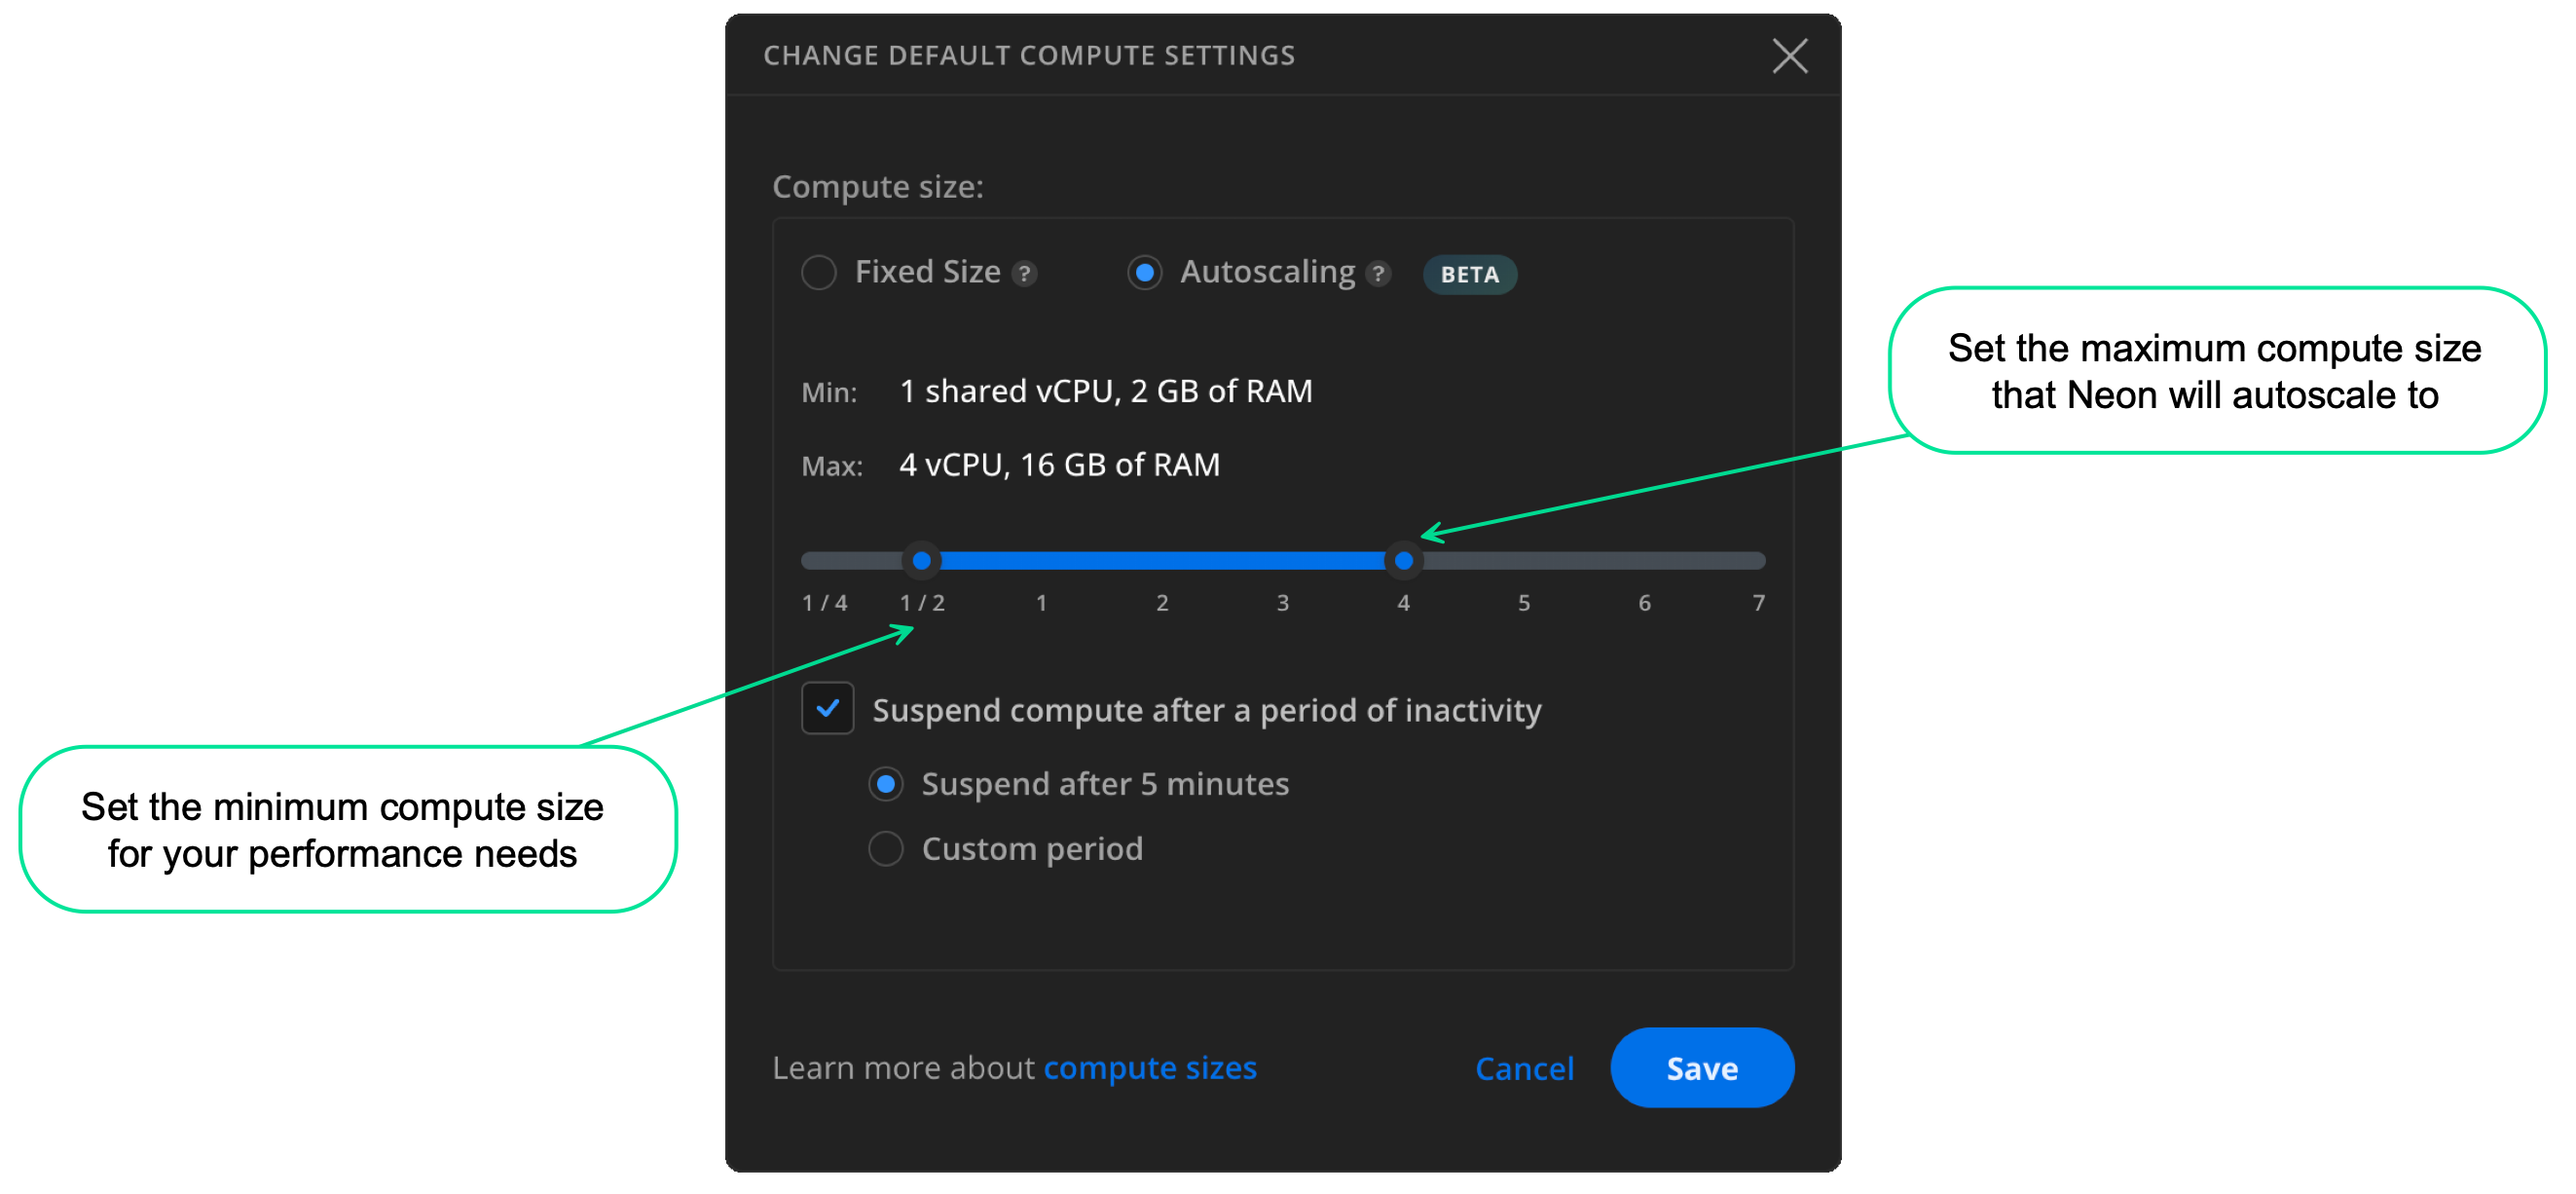 CHANGE DEFAULT COMPUTE SETTINGS
Compute size:
Fixed Size ? Autoscaling ? BETA
Min: 1 shared vCPU, 2 GB of RAM
Max: 4 vCPU, 16 GB of RAM
Set the maximum compute size
that Neon will autoscale to
1 / 4 1 / 2 1 2 3 4 5 6 7
Suspend compute after a period of inactivity
Suspend after 5 minutes
Custom period
Set the minimum compute size
for your performance needs
Learn more about compute sizes Cancel Save